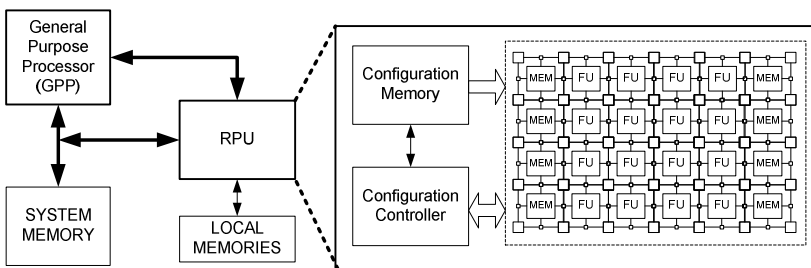 General
Purpose
Processor
(GPP)
RPU
SYSTEM
MEMORY
LOCAL
MEMORIES
Configuration
Memory
Configuration
Controller
MEM FU FU FU FU MEM
MEM FU FU FU FU MEM
MEM FU FU FU FU MEM
MEM FU FU FU FU MEM